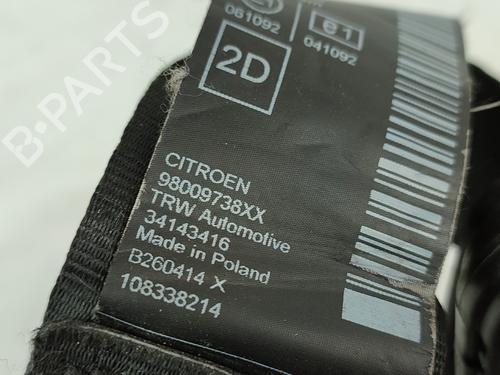 061092
e1
041092
2D
CITROEN
98009738XX
TRW Automotive
34143416
Made in Poland
B260414 X
108338214
B-PARTS